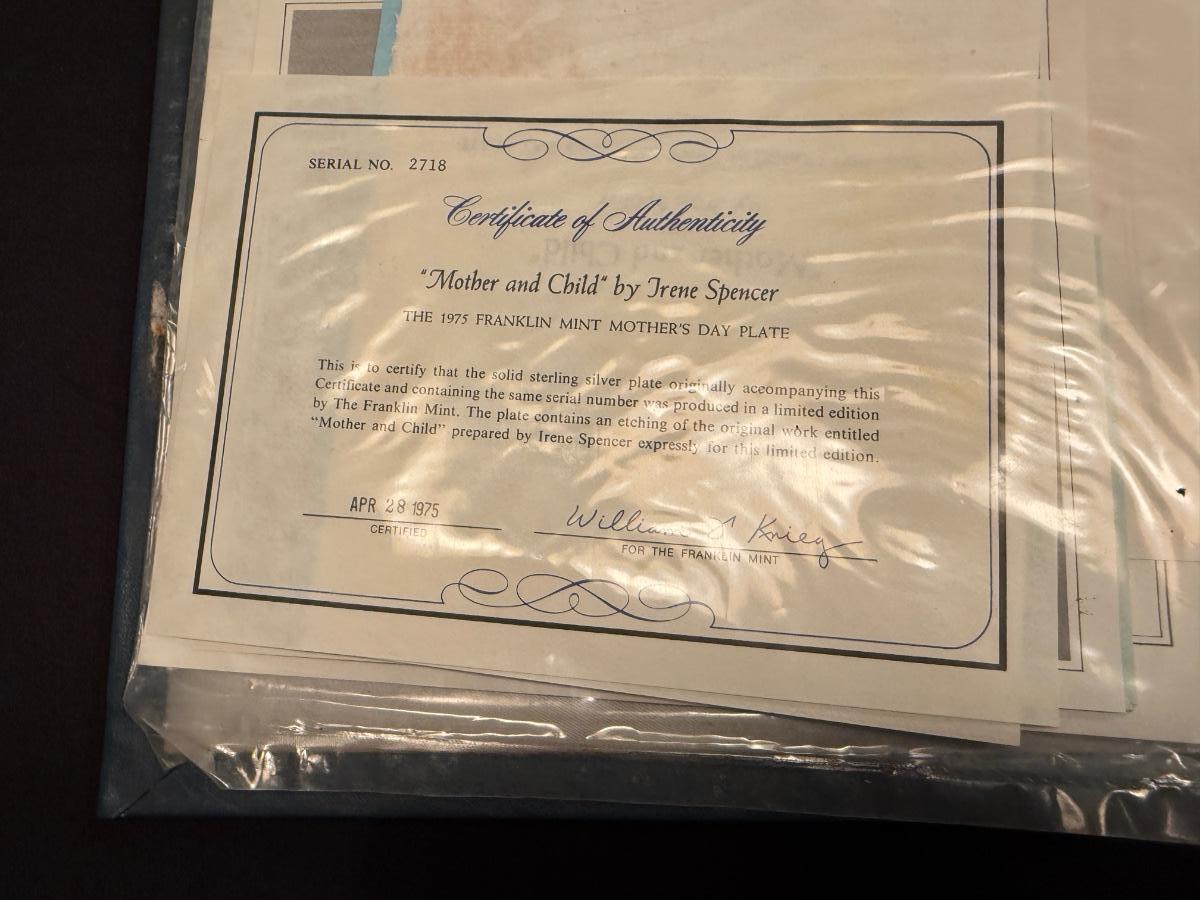 SERIAL NO. 2718
Certificate of Authenticity
"Mother and Child" by Irene Spencer
THE 1975 FRANKLIN MINT MOTHER'S DAY PLATE
This is to certify that the solid sterling silver plate originally accompanying this
Certificate and containing the same serial number was produced in a limited edition
by The Franklin Mint. The plate contains an etching of the original work entitled
“Mother and Child” prepared by Irene Spencer expressly for this limited edition.
APR 28 1975
CERTIFIED
William Krieg
FOR THE FRANKLIN MINT